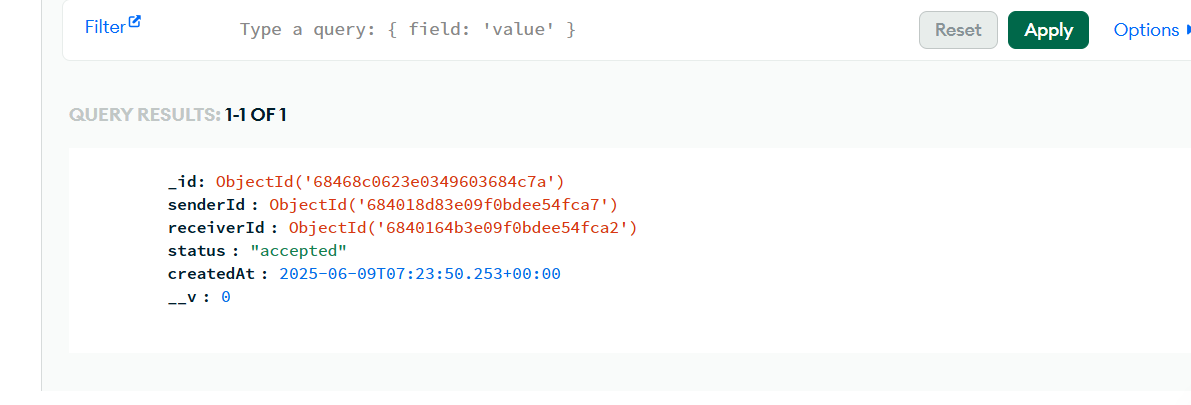 Filter
Type a query: { field: 'value' }
Reset
Apply
Options
QUERY RESULTS: 1-1 OF 1
_id: ObjectId('68468c0623e0349603684c7a')
senderId : ObjectId('684018d83e09f0bdee54fca7')
receiverId : ObjectId('6840164b3e09f0bdee54fca2')
status : "accepted"
createdAt : 2025-06-09T07:23:50.253+00:00
__v : 0